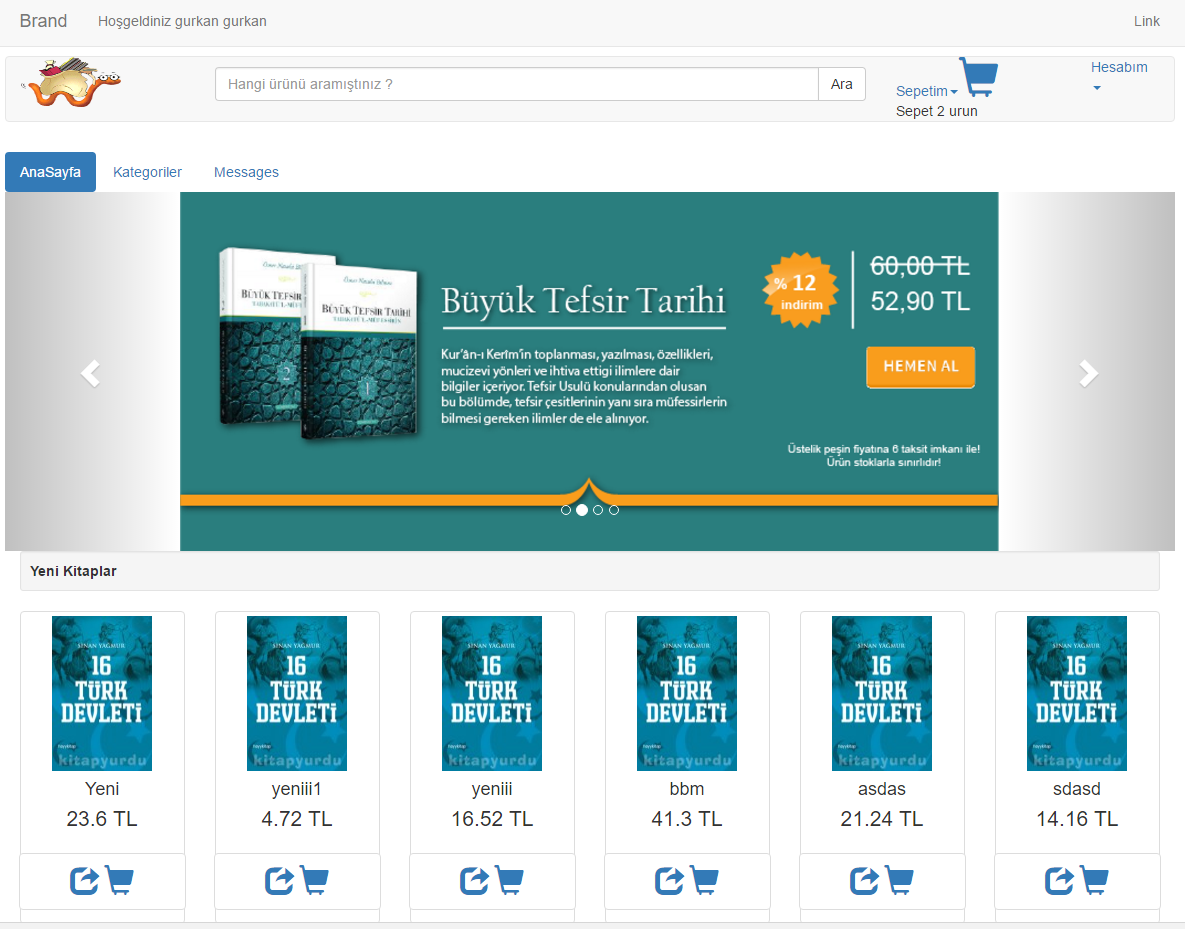 Brand Hoşgeldiniz gurkan gurkan Link
Hangi ürünü aramıştınız ? Ara
Sepetim
Sepet 2 urun
Hesabım
AnaSayfa Kategoriler Messages
BÜYÜK TEFSİR TARİHİ
2
1
Büyük Tefsir Tarihi
Kur'ân-ı Kerîm'in toplanması, yazılması, özellikleri,
mucizevi yönleri ve ihtiva ettigi ilimlere dair
bilgiler içeriyor. Tefsir Usulü konularından olusan
bu bölümde, tefsir çesitlerinin yanı sıra müfessirlerin
bilmesi gereken ilimler de ele alınıyor.
% 12
indirim
60,00 TL
52,90 TL
HEMEN AL
Üstelik peşin fiyatına 6 taksit imkanı ile!
Ürün stoklarla sınırlıdır!
Yeni Kitaplar
SİNAN YAĞMUR
16
TÜRK
DEVLETİ
kitapyurdu
Yeni
23.6 TL
SİNAN YAĞMUR
16
TÜRK
DEVLETİ
kitapyurdu
yeniii1
4.72 TL
SİNAN YAĞMUR
16
TÜRK
DEVLETİ
kitapyurdu
yeniii
16.52 TL
SİNAN YAĞMUR
16
TÜRK
DEVLETİ
kitapyurdu
bbm
41.3 TL
SİNAN YAĞMUR
16
TÜRK
DEVLETİ
kitapyurdu
asdas
21.24 TL
SİNAN YAĞMUR
16
TÜRK
DEVLETİ
kitapyurdu
sdasd
14.16 TL